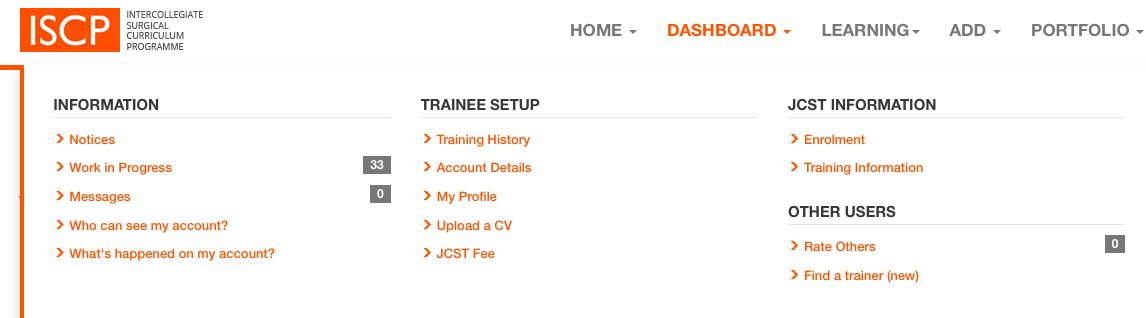 ISCP
INTERCOLLEGIATE
SURGICAL
CURRICULUM
PROGRAMME
HOME
DASHBOARD
LEARNING
ADD
PORTFOLIO
INFORMATION
Notices
Work in Progress 33
Messages 0
Who can see my account?
What's happened on my account?
TRAINEE SETUP
Training History
Account Details
My Profile
Upload a CV
JCST Fee
JCST INFORMATION
Enrolment
Training Information
OTHER USERS
Rate Others 0
Find a trainer (new)